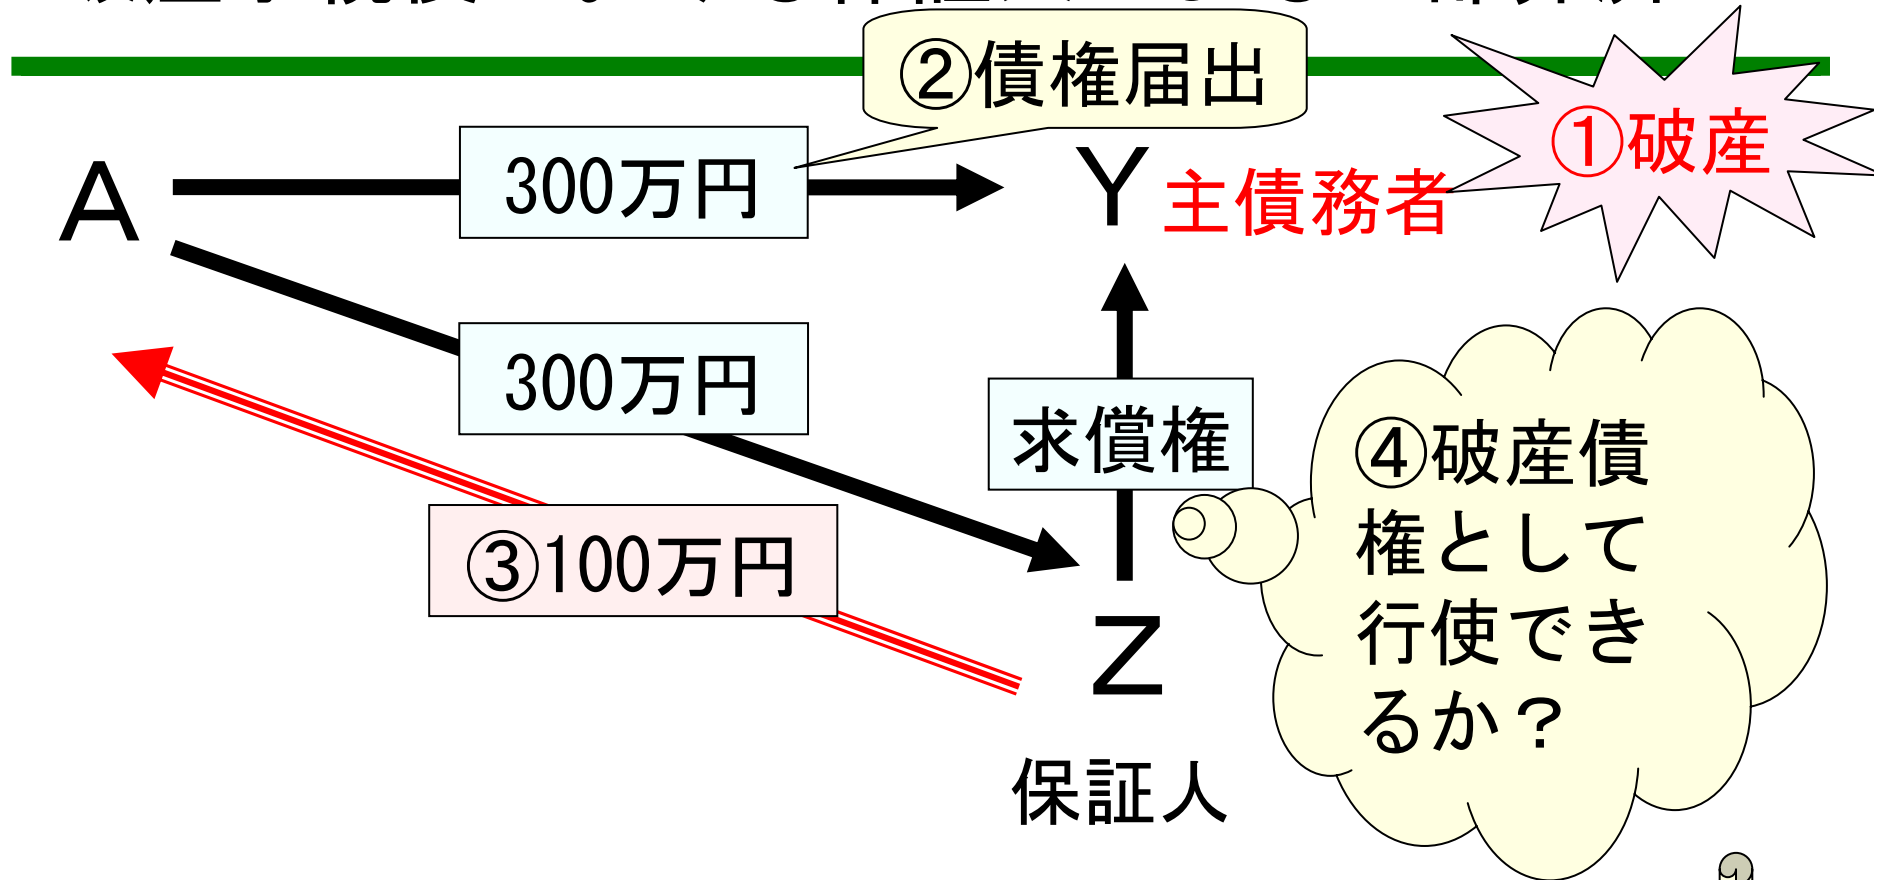 ②債権届出
①破産
A
300万円
Y
主債務者
300万円
求償権
③100万円
④破産債
権として
行使でき
るか？
Z
保証人